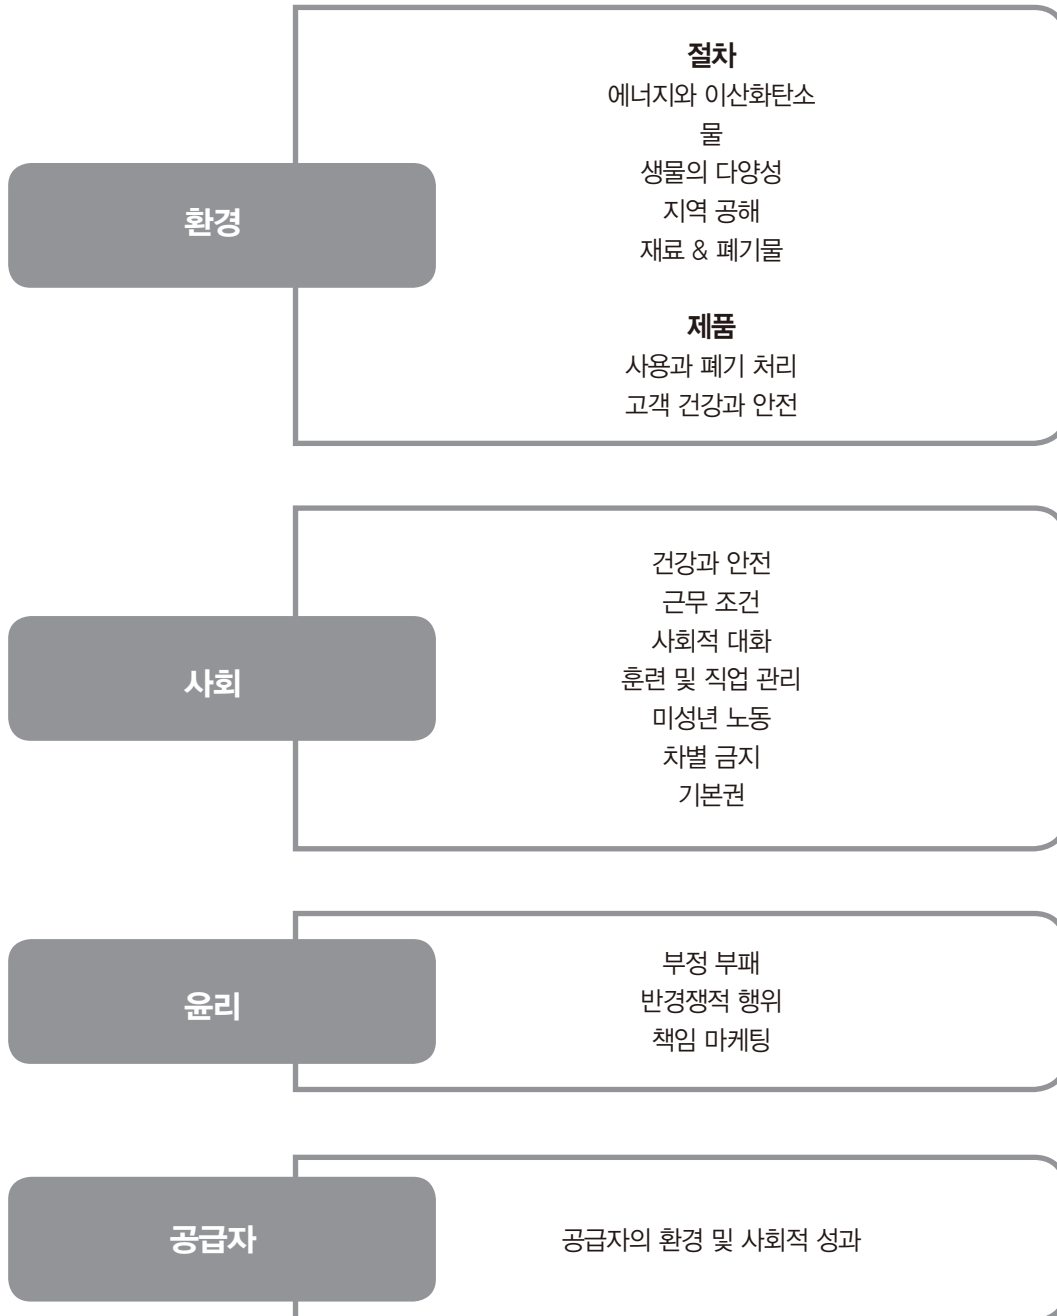 환경
절차
에너지와 이산화탄소
물
생물의 다양성
지역 공해
재료 & 폐기물
제품
사용과 폐기 처리
고객 건강과 안전
사회
건강과 안전
근무 조건
사회적 대화
훈련 및 직업 관리
미성년 노동
차별 금지
기본권
윤리
부정 부패
반경쟁적 행위
책임 마케팅
공급자
공급자의 환경 및 사회적 성과